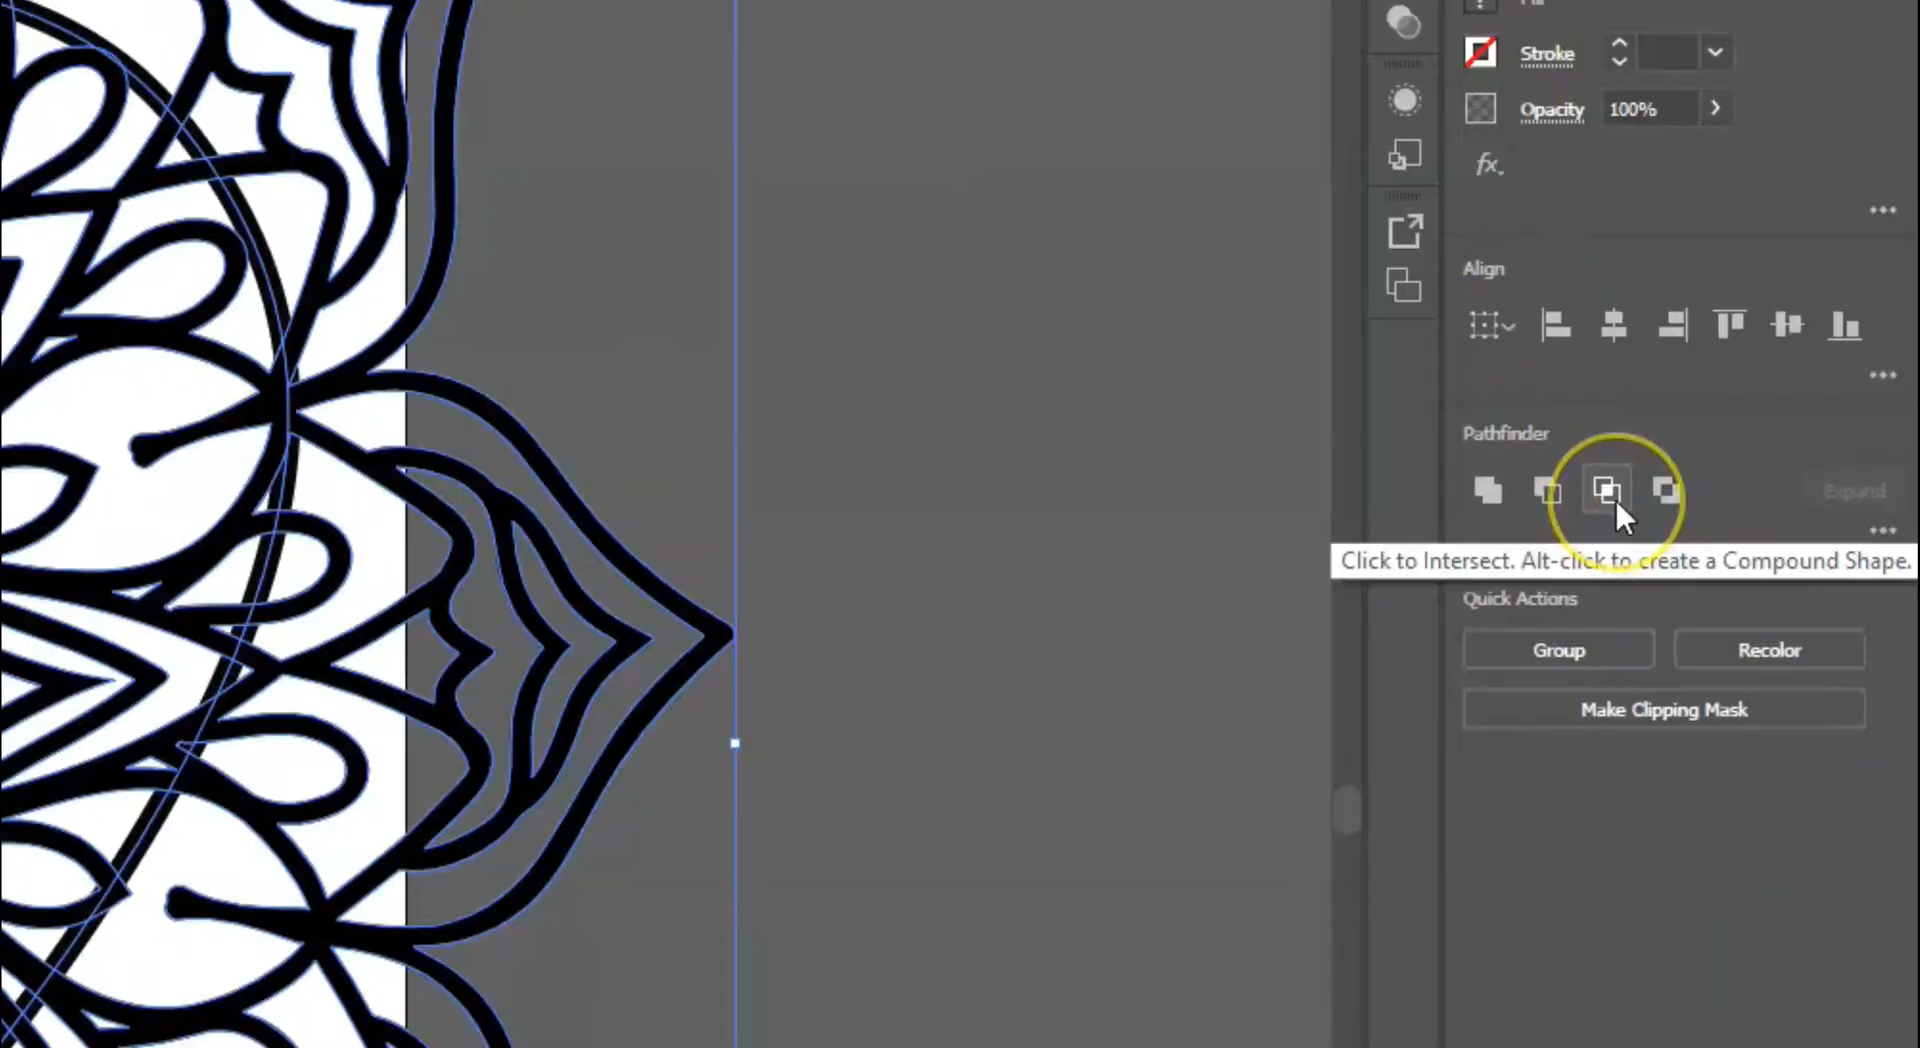 Stroke
Opacity 100%
fx.
Align
Pathfinder
Expand
Click to Intersect. Alt-click to create a Compound Shape.
Quick Actions
Group Recolor
Make Clipping Mask